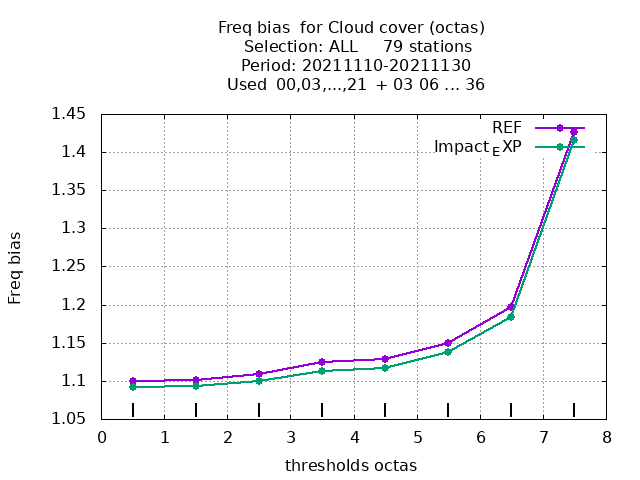 Freq bias  for Cloud cover (octas)
Selection: ALL     79 stations
Period: 20211110-20211130
Used  00,03,...,21  + 03 06 ... 36
REF
Impact_EXP
1.45
1.4
1.35
1.3
1.25
1.2
1.15
1.1
1.05
Freq bias
0 1 2 3 4 5 6 7 8
thresholds octas